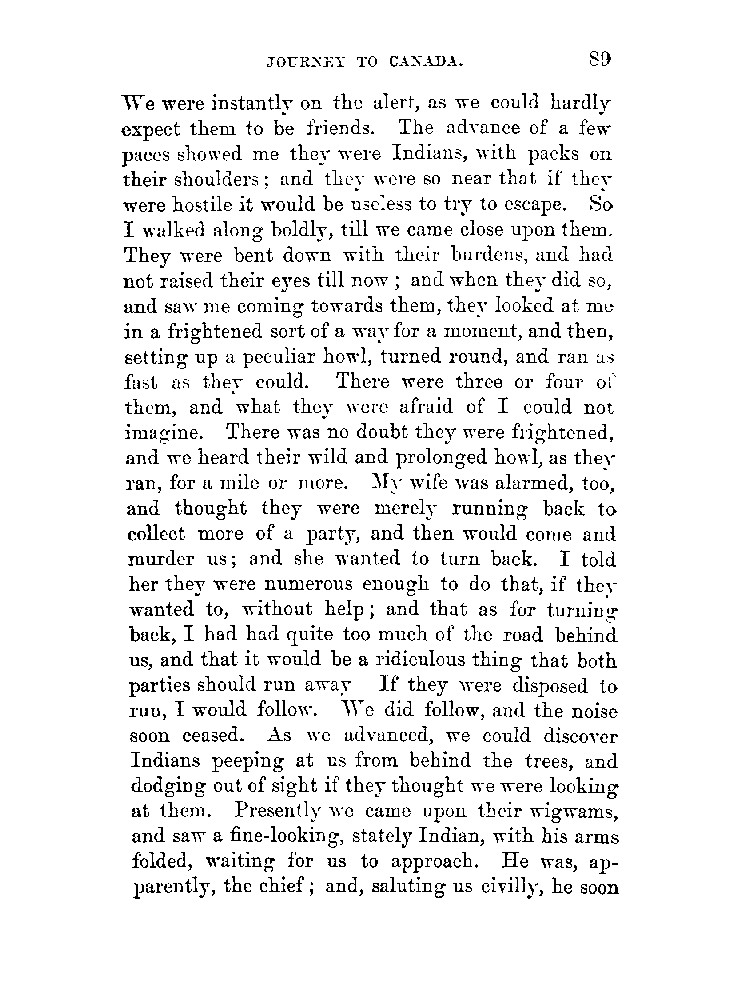 JOURNEY TO CANADA. 89
We were instantly on the alert, as we could hardly
expect them to be friends. The advance of a few
paces showed me they were Indians, with packs on
their shoulders; and they were so near that if they
were hostile it would be useless to try to escape. So
I walked along boldly, till we came close upon them.
They were bent down with their burdens, and had
not raised their eyes till now; and when they did so,
and saw me coming towards them, they looked at me
in a frightened sort of a way for a moment, and then,
setting up a peculiar howl, turned round, and ran as
fast as they could. There were three or four of
them, and what they were afraid of I could not
imagine. There was no doubt they were frightened,
and we heard their wild and prolonged howl, as they
ran, for a mile or more. My wife was alarmed, too,
and thought they were merely running back to
collect more of a party, and then would come and
murder us; and she wanted to turn back. I told
her they were numerous enough to do that, if they
wanted to, without help; and that as for turning
back, I had had quite too much of the road behind
us, and that it would be a ridiculous thing that both
parties should run away If they were disposed to
run, I would follow. We did follow, and the noise
soon ceased. As we advanced, we could discover
Indians peeping at us from behind the trees, and
dodging out of sight if they thought we were looking
at them. Presently we came upon their wigwams,
and saw a fine-looking, stately Indian, with his arms
folded, waiting for us to approach. He was, ap-
parently, the chief; and, saluting us civilly, he soon